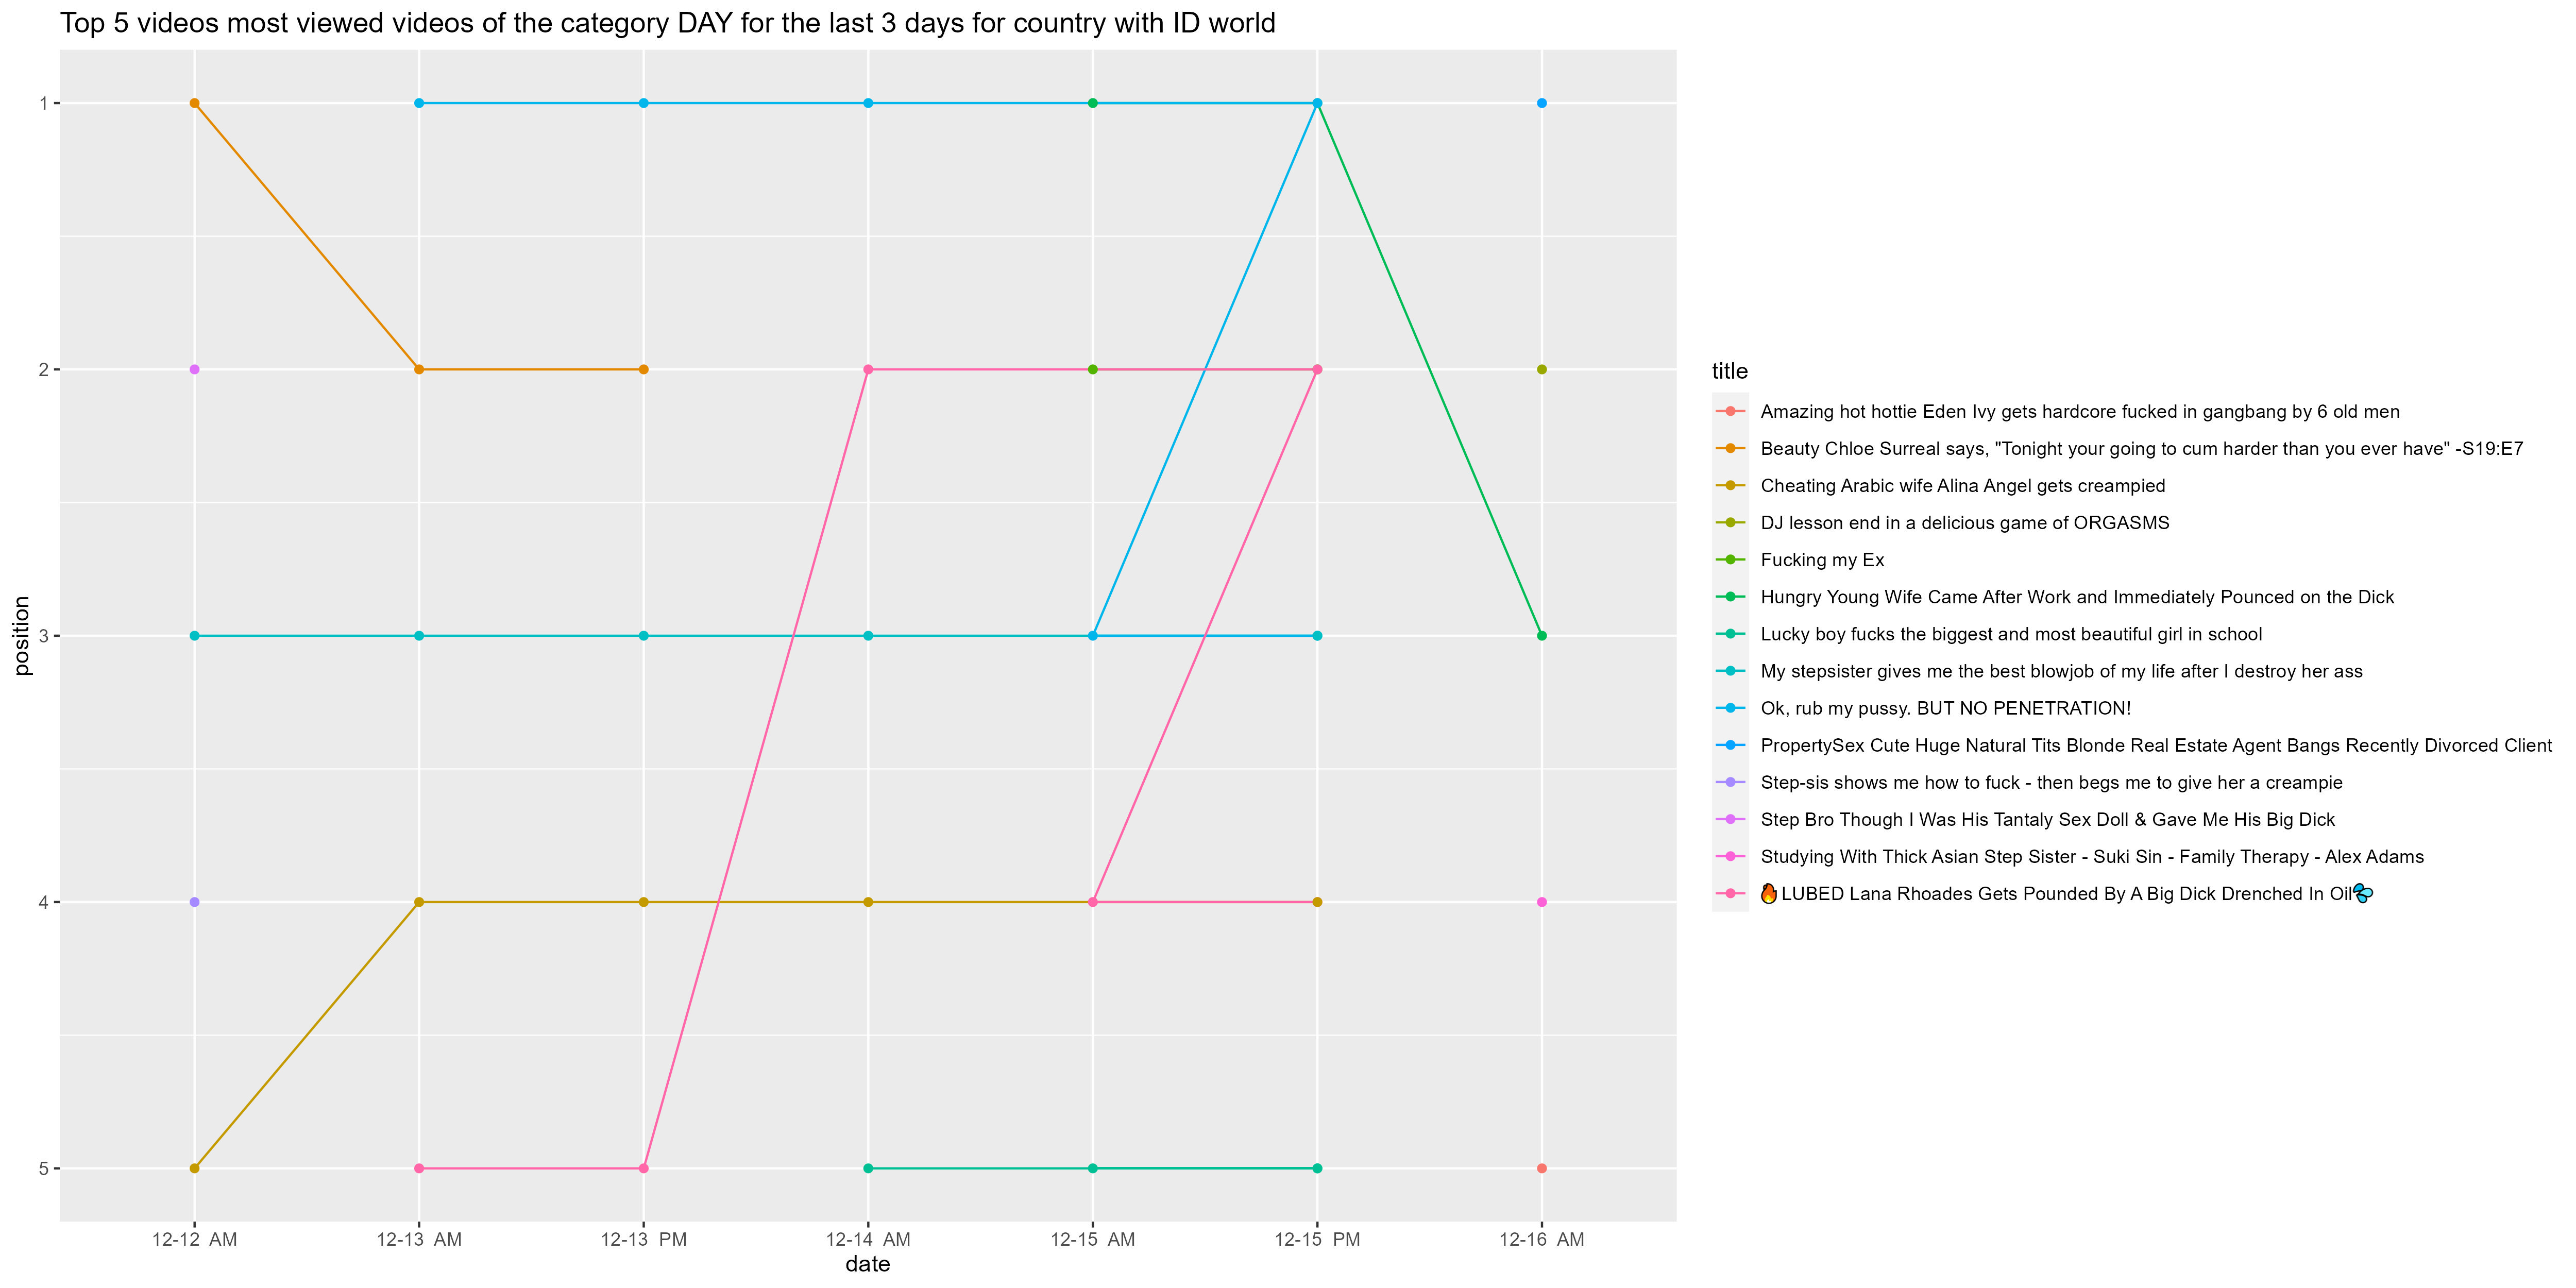 Top 5 videos most viewed videos of the category DAY for the last 3 days for country with ID world
1
2
3
4
5
position
12-12 AM
12-13 AM
12-13 PM
12-14 AM
12-15 AM
12-15 PM
12-16 AM
date
title
Amazing hot hottie Eden Ivy gets hardcore fucked in gangbang by 6 old men
Beauty Chloe Surreal says, "Tonight your going to cum harder than you ever have" -S19:E7
Cheating Arabic wife Alina Angel gets creampied
DJ lesson end in a delicious game of ORGASMS
Fucking my Ex
Hungry Young Wife Came After Work and Immediately Pounced on the Dick
Lucky boy fucks the biggest and most beautiful girl in school
My stepsister gives me the best blowjob of my life after I destroy her ass
Ok, rub my pussy. BUT NO PENETRATION!
PropertySex Cute Huge Natural Tits Blonde Real Estate Agent Bangs Recently Divorced Client
Step-sis shows me how to fuck - then begs me to give her a creampie
Step Bro Though I Was His Tantaly Sex Doll & Gave Me His Big Dick
Studying With Thick Asian Step Sister - Suki Sin - Family Therapy - Alex Adams
🔥LUBED Lana Rhoades Gets Pounded By A Big Dick Drenched In Oil💦